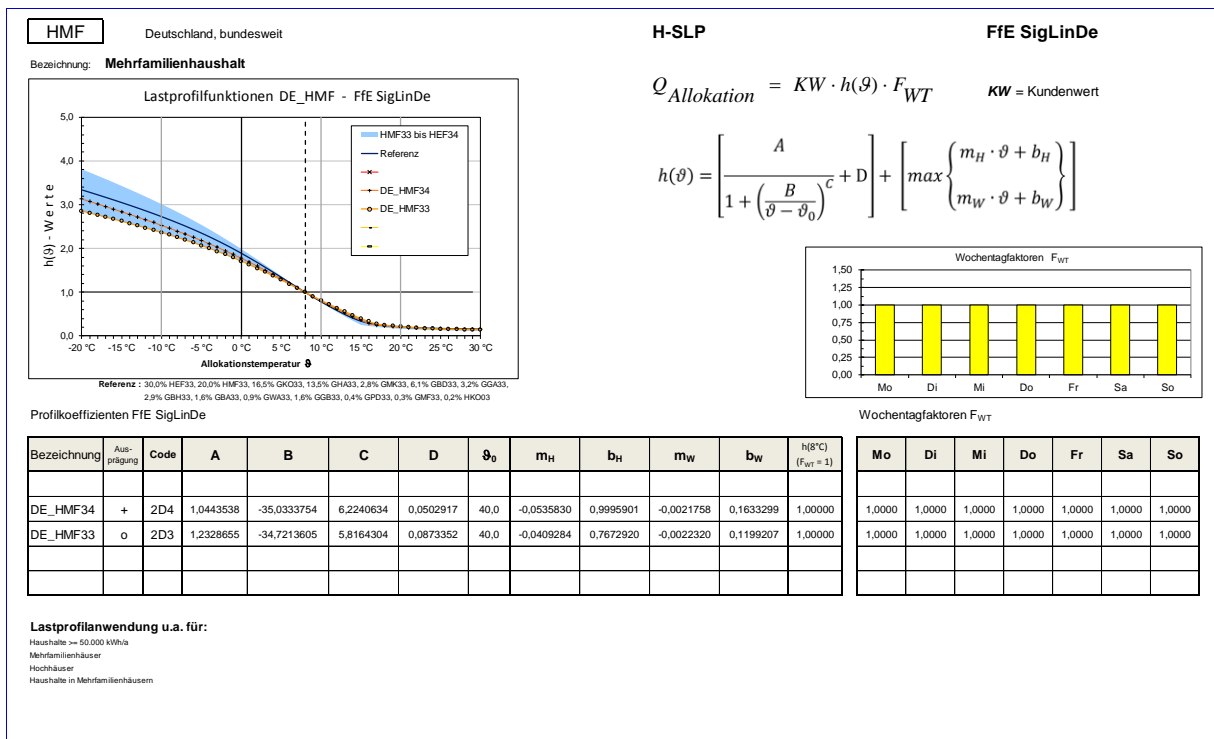 HMF Deutschland, bundesweit H-SLP FfE SigLinDe
Bezeichnung: Mehrfamilienhaushalt
Lastprofilfunktionen DE_HMF - FfE SigLinDe
h(ϑ) - Werte
5,0
4,0
3,0
2,0
1,0
0,0
-20 °C -15 °C -10 °C -5 °C 0 °C 5 °C 10 °C 15 °C 20 °C 25 °C 30 °C
Allokationstemperatur ϑ
HMF33 bis HEF34
Referenz
DE_HMF34
DE_HMF33
Referenz : 30,0% HEF33, 20,0% HMF33, 16,5% GKO33, 13,5% GHA33, 2,8% GMK33, 6,1% GBD33, 3,2% GGA33,
2,9% GBH33, 1,6% GBA33, 0,9% GWA33, 1,6% GGB33, 0,4% GPD33, 0,3% GMF33, 0,2% HKO03
Q_Allokation = KW · h(ϑ) · F_WT KW = Kundenwert
h(ϑ) = [A / (1 + (B / (ϑ − ϑ_0))^C) + D] + [max {m_H · ϑ + b_H; m_W · ϑ + b_W}]
Wochentagfaktoren F_WT
1,50
1,25
1,00
0,75
0,50
0,25
0,00
Mo Di Mi Do Fr Sa So
Profilkoeffizienten FfE SigLinDe
Bezeichnung Aus-prägung Code A B C D ϑ_0 m_H b_H m_W b_W h(8°C) (F_WT = 1)
DE_HMF34 + 2D4 1,0443538 -35,0333754 6,2240634 0,0502917 40,0 -0,0535830 0,9995901 -0,0021758 0,1633299 1,00000
DE_HMF33 o 2D3 1,2328655 -34,7213605 5,8164304 0,0873352 40,0 -0,0409284 0,7672920 -0,0022320 0,1199207 1,00000
Wochentagfaktoren F_WT
Mo Di Mi Do Fr Sa So
1,0000 1,0000 1,0000 1,0000 1,0000 1,0000 1,0000
1,0000 1,0000 1,0000 1,0000 1,0000 1,0000 1,0000
Lastprofilanwendung u.a. für:
Haushalte >= 50.000 kWh/a
Mehrfamilienhäuser
Hochhäuser
Haushalte in Mehrfamilienhäusern